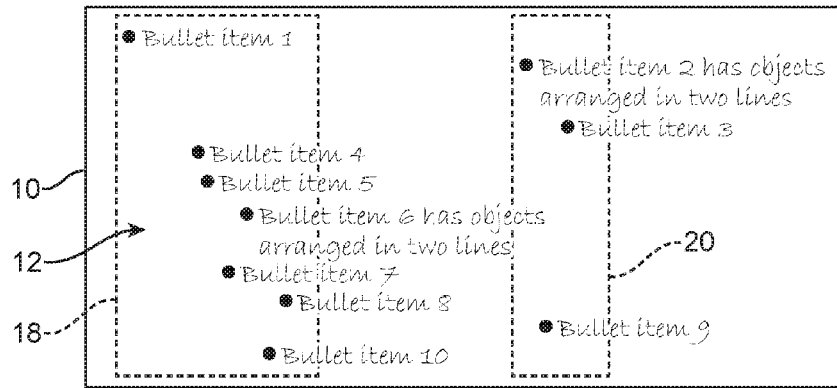 Bullet item 1
Bullet item 2 has objects
arranged in two lines
Bullet item 3
Bullet item 4
Bullet item 5
10
Bullet item 6 has objects
arranged in two lines
12
20
Bullet item 7
Bullet item 8
18
Bullet item 9
Bullet item 10